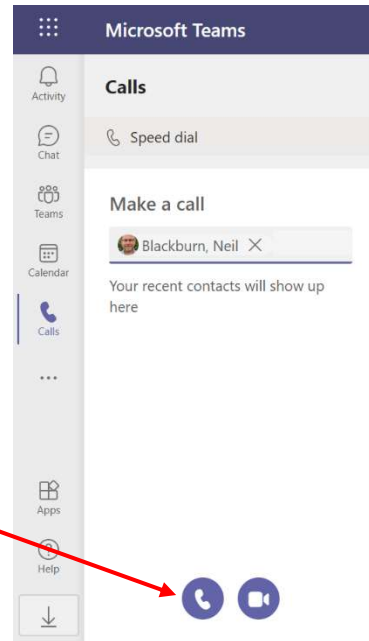 Microsoft Teams
Activity
Chat
Teams
Calendar
Calls
Apps
Help
Calls
Speed dial
Make a call
Blackburn, Neil
Your recent contacts will show up
here